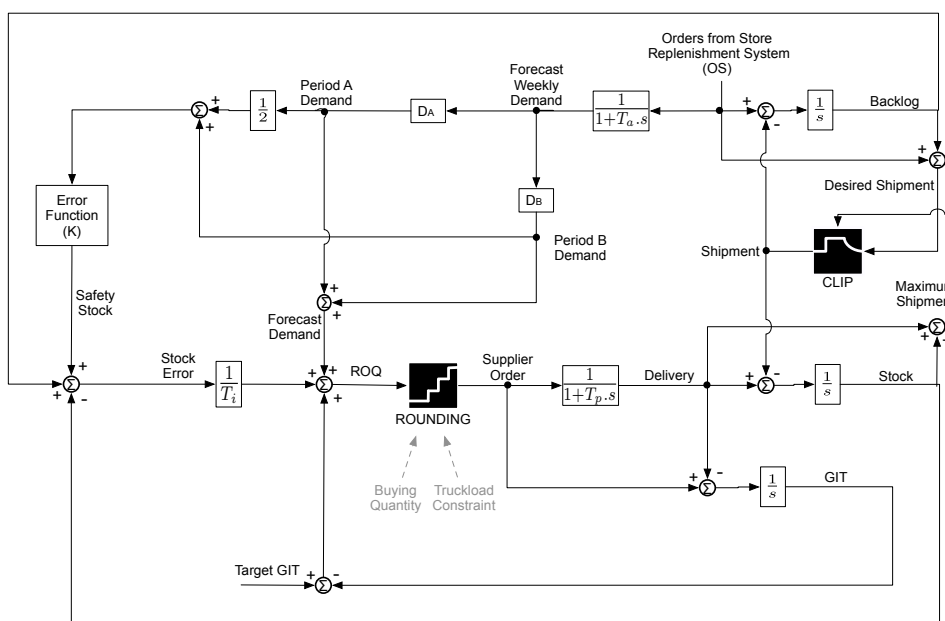 Orders from Store
Replenishment System
(OS)
Period A
Demand
Forecast
Weekly
Demand
+
+
1
2
DA
1
1+Ta.s
+
-
1
s
Backlog
+
+
Desired Shipment
Error
Function
(K)
DB
Period B
Demand
Shipment
CLIP
Maximum
Shipment
Safety
Stock
+
+
Forecast
Demand
+
+
+
+
-
Stock
Error
1
Ti
+
+
+
ROQ
ROUNDING
Supplier
Order
1
1+Tp.s
Delivery
+
-
1
s
Stock
Buying
Quantity
Truckload
Constraint
+
-
1
s
GIT
Target GIT
+
-